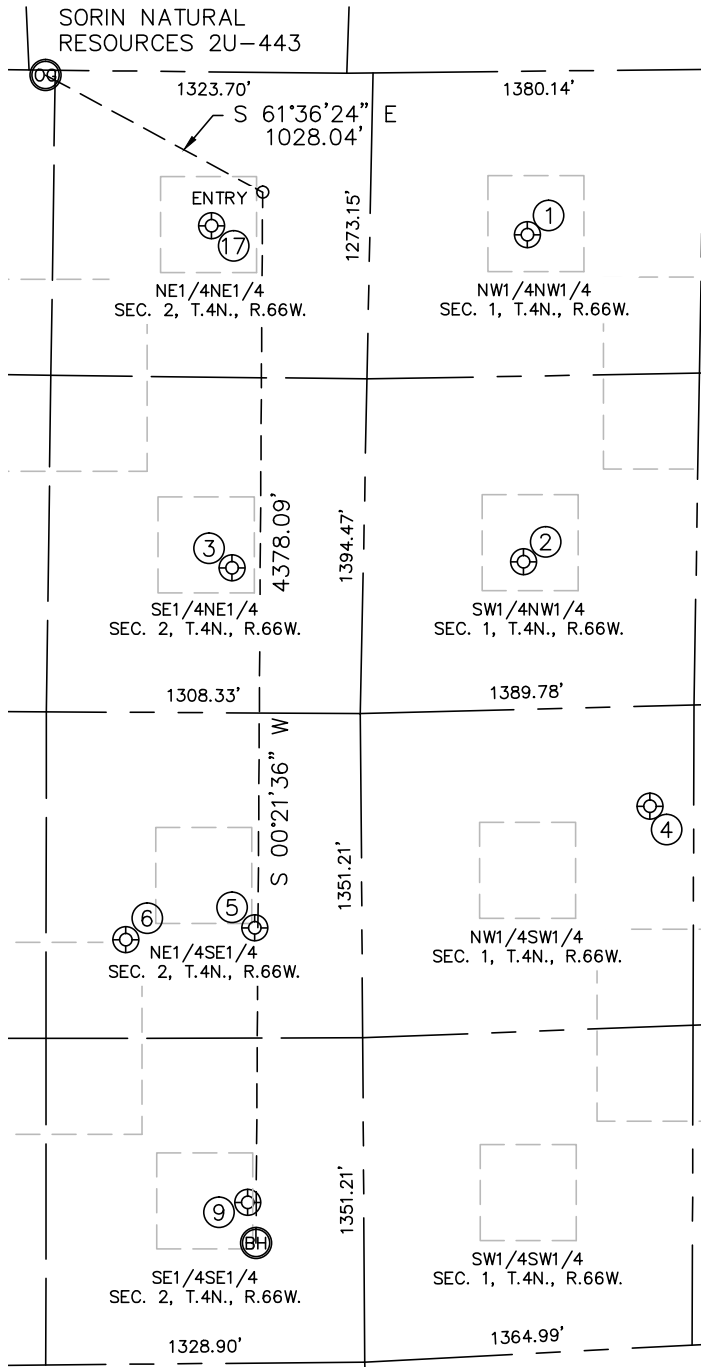 SORIN NATURAL
RESOURCES 2U-443
OG
1323.70'
1380.14'
S 61°36'24" E
1028.04'
ENTRY
17
1
1273.15'
NE1/4NE1/4
SEC. 2, T.4N., R.66W.
NW1/4NW1/4
SEC. 1, T.4N., R.66W.
3
2
4378.09'
1394.47'
SE1/4NE1/4
SEC. 2, T.4N., R.66W.
SW1/4NW1/4
SEC. 1, T.4N., R.66W.
1308.33'
1389.78'
S 00°21'36" W
4
1351.21'
6
5
NE1/4SE1/4
SEC. 2, T.4N., R.66W.
NW1/4SW1/4
SEC. 1, T.4N., R.66W.
1351.21'
9
BH
SE1/4SE1/4
SEC. 2, T.4N., R.66W.
SW1/4SW1/4
SEC. 1, T.4N., R.66W.
1328.90'
1364.99'